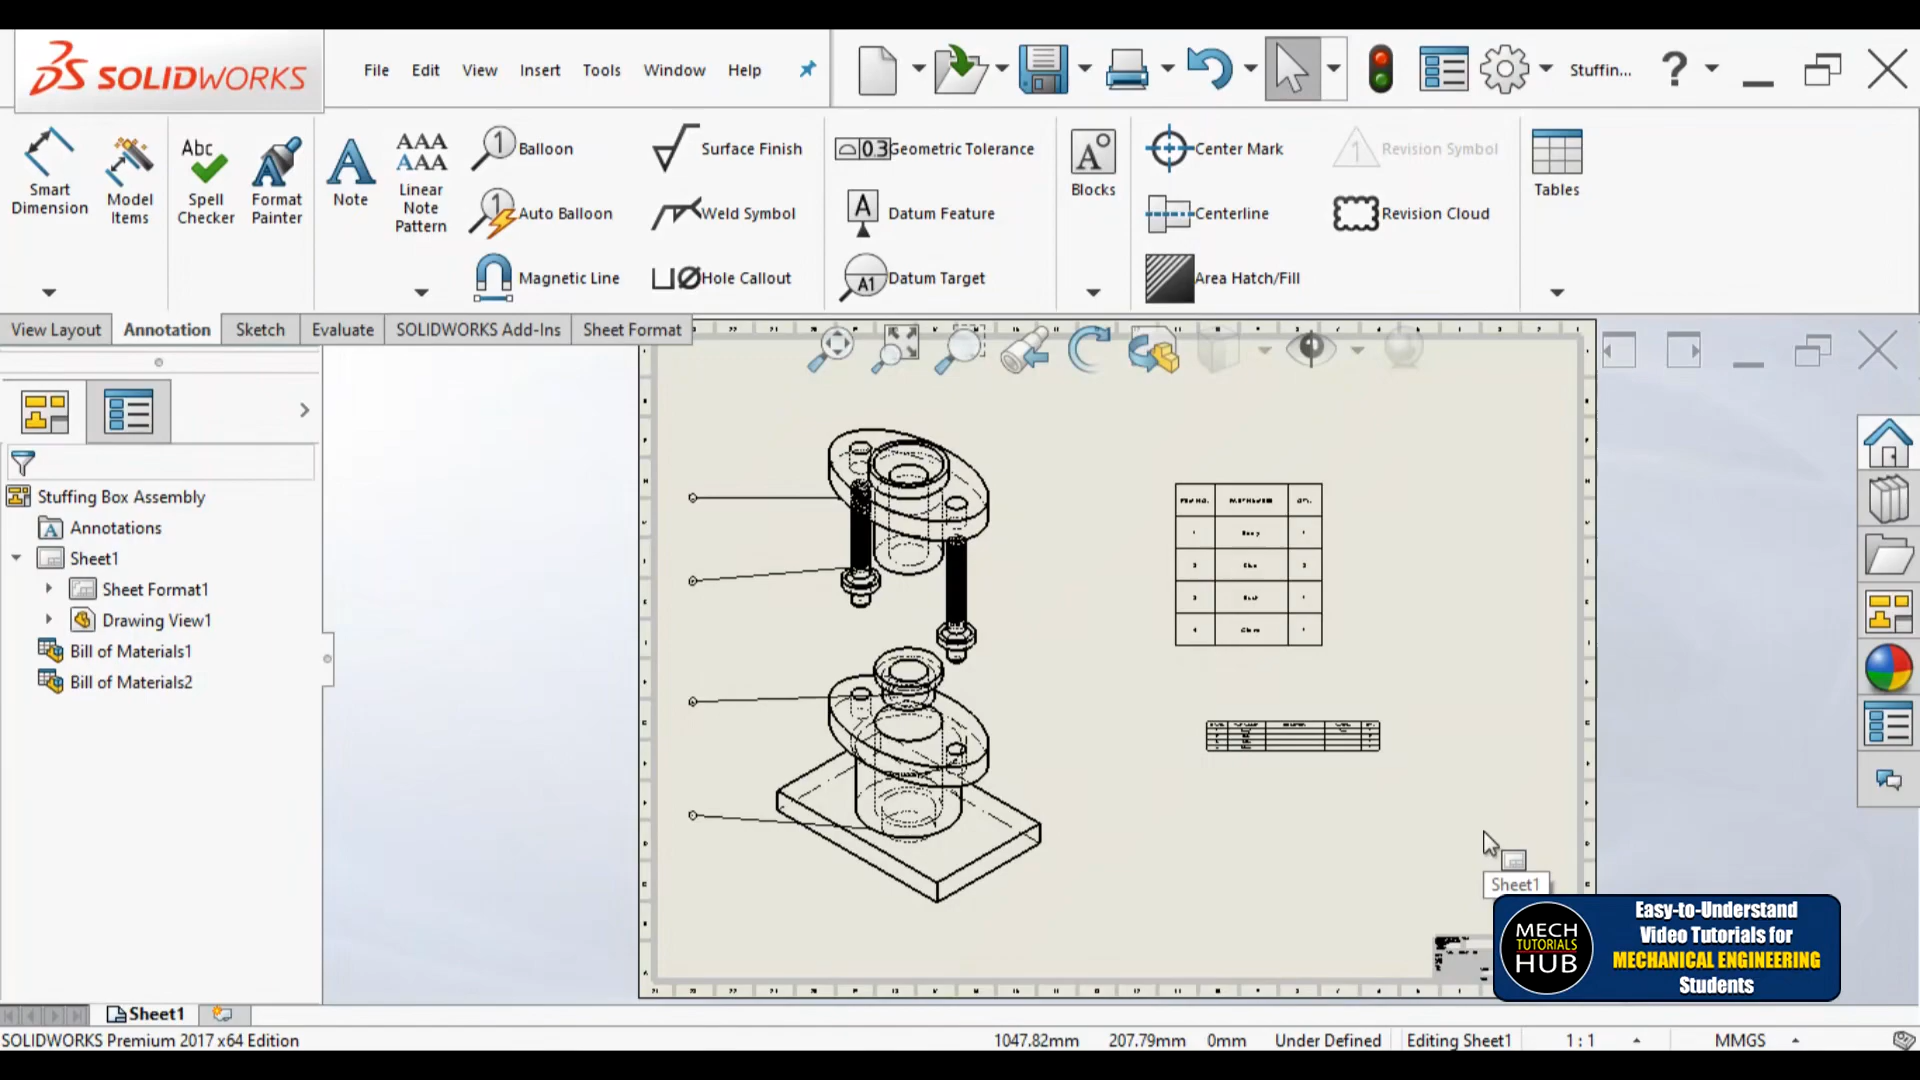 SOLIDWORKS
File Edit View Insert Tools Window Help
Stuffin...
?
Smart Dimension
Model Items
Abc
Spell Checker
Format Painter
Note
AAA
AAA
Linear Note Pattern
Balloon
Auto Balloon
Magnetic Line
Surface Finish
Weld Symbol
Hole Callout
0.3 Geometric Tolerance
A Datum Feature
A1 Datum Target
Blocks
Center Mark
Centerline
Area Hatch/Fill
Revision Symbol
Revision Cloud
Tables
View Layout Annotation Sketch Evaluate SOLIDWORKS Add-Ins Sheet Format
Stuffing Box Assembly
Annotations
Sheet1
Sheet Format1
Drawing View1
Bill of Materials1
Bill of Materials2
Sheet1
MECH
TUTORIALS
HUB
Easy-to-Understand
Video Tutorials for
MECHANICAL ENGINEERING
Students
Sheet1
SOLIDWORKS Premium 2017 x64 Edition
1047.82mm 207.79mm 0mm Under Defined Editing Sheet1 1 : 1 MMGS